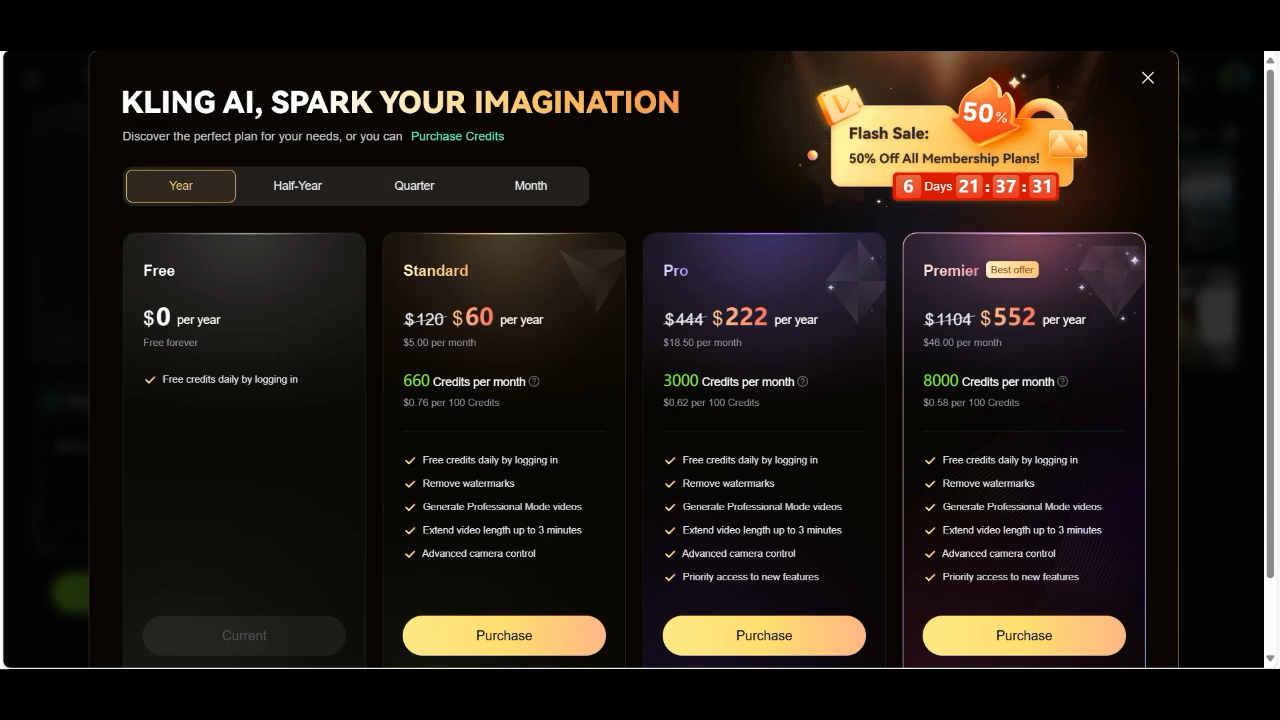 KLING AI, SPARK YOUR IMAGINATION
Discover the perfect plan for your needs, or you can Purchase Credits
50%
Flash Sale:
50% Off All Membership Plans!
6 Days 21 : 37 : 31
Year Half-Year Quarter Month
Free
$0 per year
Free forever
Free credits daily by logging in
Current
Standard
$120 $60 per year
$5.00 per month
660 Credits per month ?
$0.76 per 100 Credits
Free credits daily by logging in
Remove watermarks
Generate Professional Mode videos
Extend video length up to 3 minutes
Advanced camera control
Purchase
Pro
$444 $222 per year
$18.50 per month
3000 Credits per month ?
$0.62 per 100 Credits
Free credits daily by logging in
Remove watermarks
Generate Professional Mode videos
Extend video length up to 3 minutes
Advanced camera control
Priority access to new features
Purchase
Premier Best offer
$1104 $552 per year
$46.00 per month
8000 Credits per month ?
$0.58 per 100 Credits
Free credits daily by logging in
Remove watermarks
Generate Professional Mode videos
Extend video length up to 3 minutes
Advanced camera control
Priority access to new features
Purchase